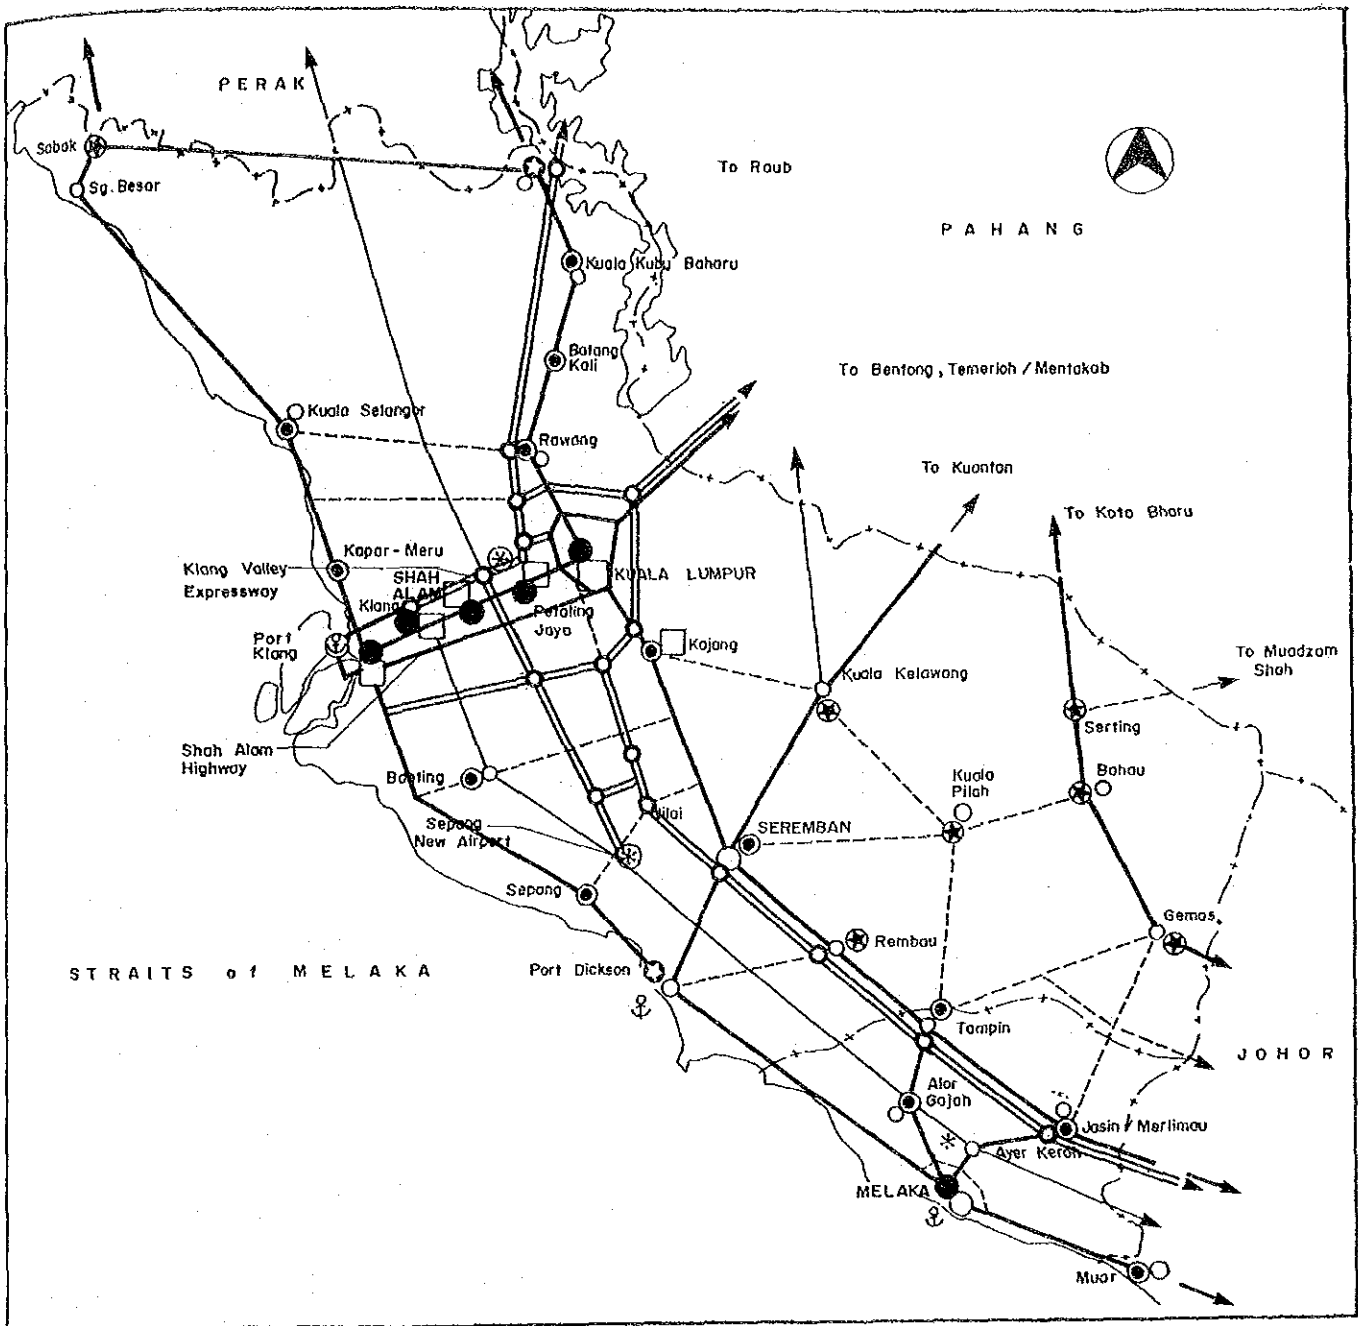 PERAK
Sabak
Sg. Besar
To Raub
PAHANG
Kuala Kubu Baharu
Batang
Kali
To Bentong, Temerloh / Mentakab
Kuala Selangor
Rawang
To Kuantan
To Kota Bharu
Kapar-Meru
Klang Valley
Expressway
SHAH
ALAM
KUALA LUMPUR
Klang
Petaling
Jaya
Port
Klang
Kajang
To Muadzam
Shah
Kuala Kelawang
Serting
Shah Alam
Highway
Banting
Kuala
Pilah
Bahau
Nilai
Sepang
New Airport
SEREMBAN
Sepang
Gemas
Rembau
STRAITS of MELAKA
Port Dickson
Tampin
JOHOR
Alor
Gajah
Jasin / Merlimau
Ayer Keroh
MELAKA
Muar